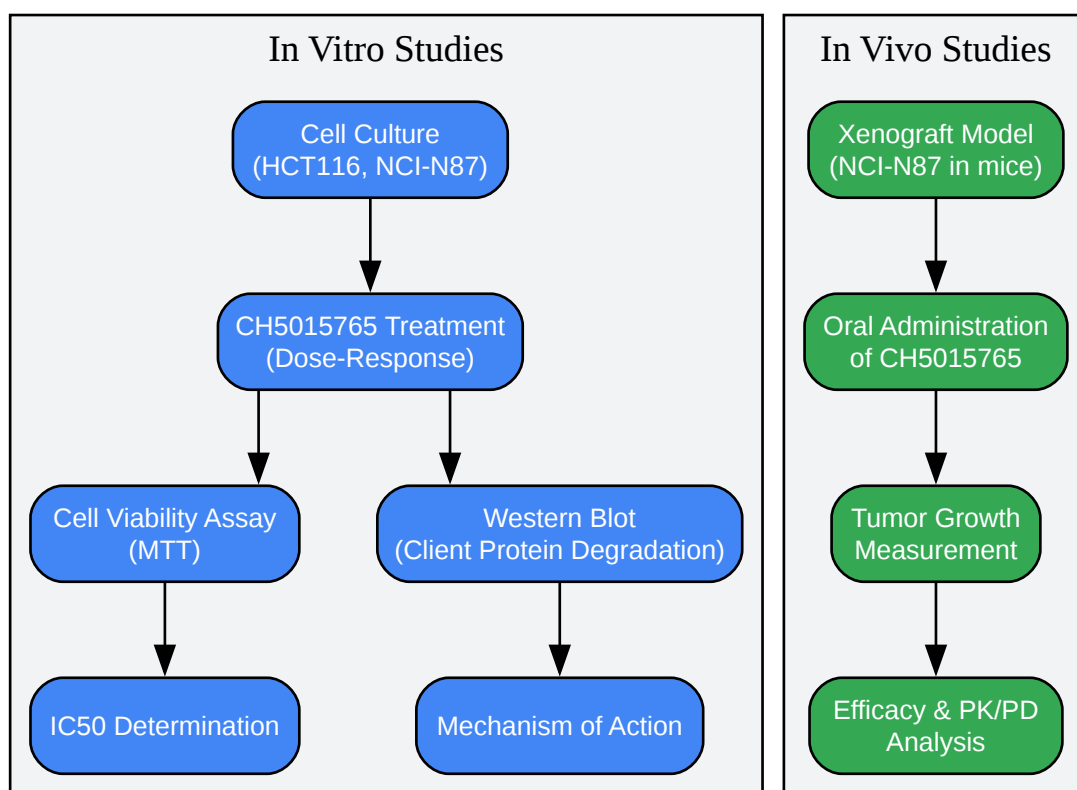 In Vitro Studies
Cell Culture
(HCT116, NCI-N87)
CH5015765 Treatment
(Dose-Response)
Cell Viability Assay
(MTT)
Western Blot
(Client Protein Degradation)
IC50 Determination
Mechanism of Action
In Vivo Studies
Xenograft Model
(NCI-N87 in mice)
Oral Administration
of CH5015765
Tumor Growth
Measurement
Efficacy & PK/PD
Analysis